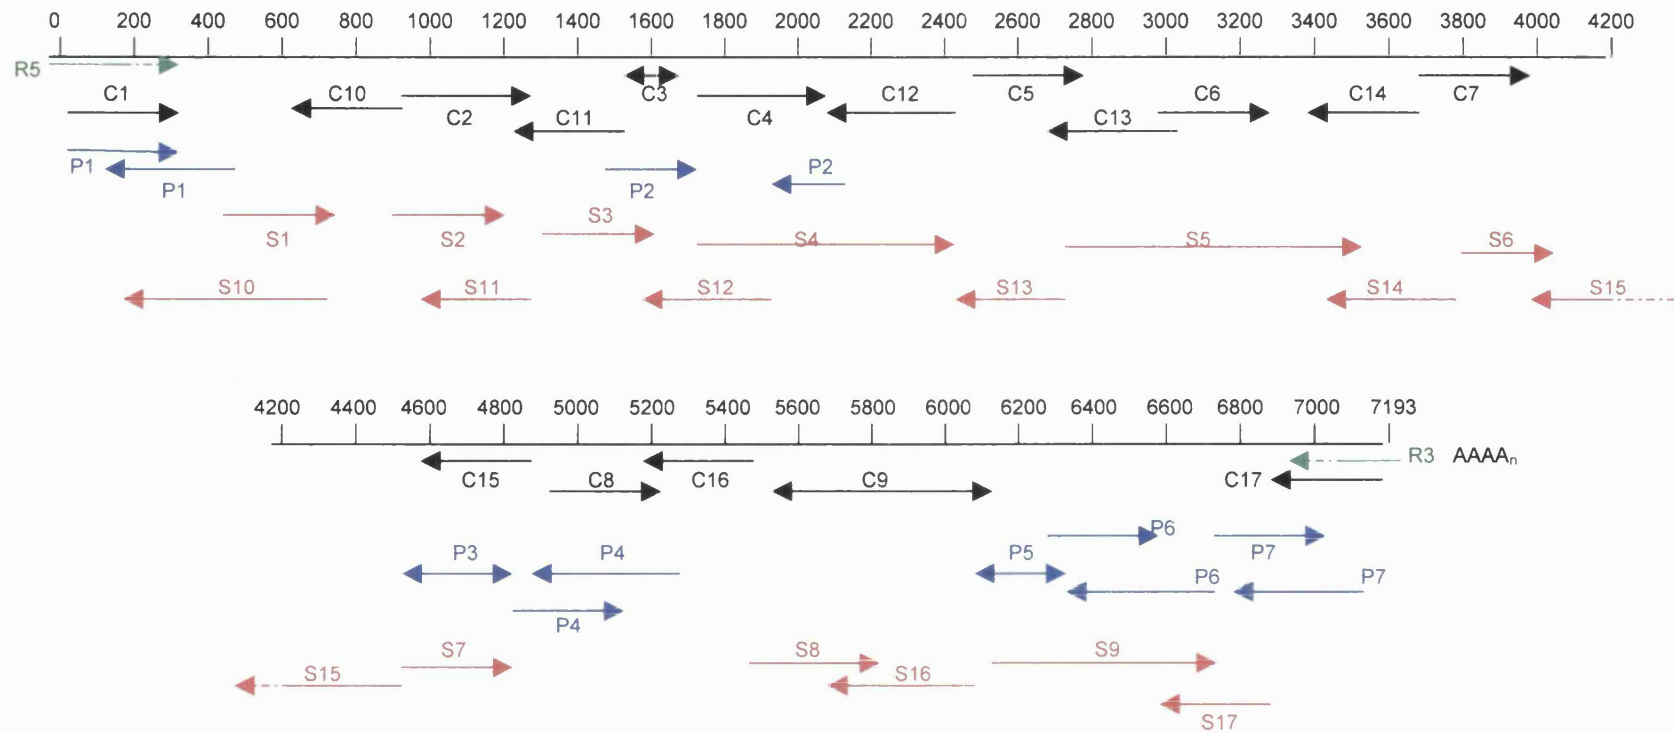 0 200 400 600 800 1000 1200 1400 1600 1800 2000 2200 2400 2600 2800 3000 3200 3400 3600 3800 4000 4200
R5
C1 C10 C3 C12 C5 C6 C14 C7
C2 C11 C4 C13
P1 P2 P2
P1
S1 S2 S3 S4 S5 S6
S10 S11 S12 S13 S14 S15
4200 4400 4600 4800 5000 5200 5400 5600 5800 6000 6200 6400 6600 6800 7000 7193
R3 AAAAn
C15 C8 C16 C9 C17
P6
P3 P4 P5 P7
P6 P7
P4
S7 S8 S9
S15 S16
S17